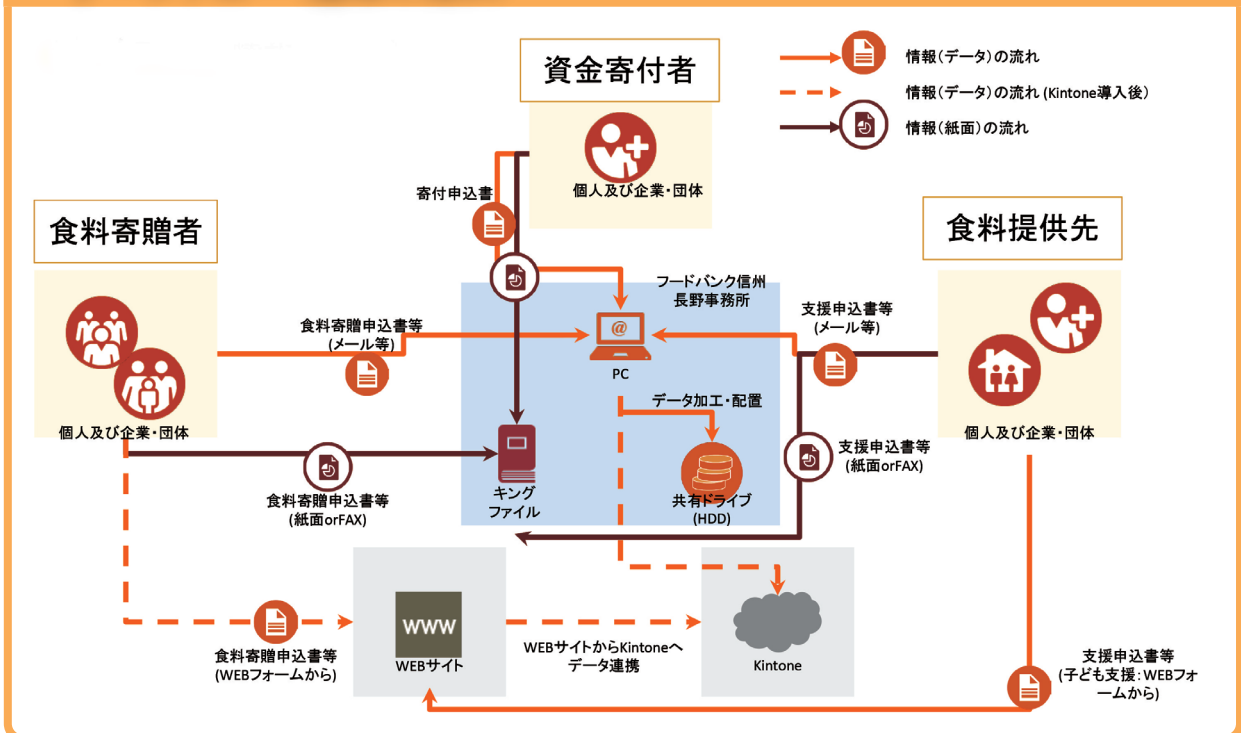 資金寄付者
個人及び企業・団体
情報(データ)の流れ
情報(データ)の流れ (Kintone導入後)
情報(紙面)の流れ
寄付申込書
食料寄贈者
個人及び企業・団体
食料提供先
個人及び企業・団体
フードバンク信州
長野事務所
食料寄贈申込書等
(メール等)
支援申込書等
(メール等)
@
PC
データ加工・配置
キング
ファイル
共有ドライブ
(HDD)
食料寄贈申込書等
(紙面orFAX)
支援申込書等
(紙面orFAX)
食料寄贈申込書等
(WEBフォームから)
www
WEBサイト
WEBサイトからKintoneへ
データ連携
Kintone
支援申込書等
(子ども支援：WEBフォ
ームから)